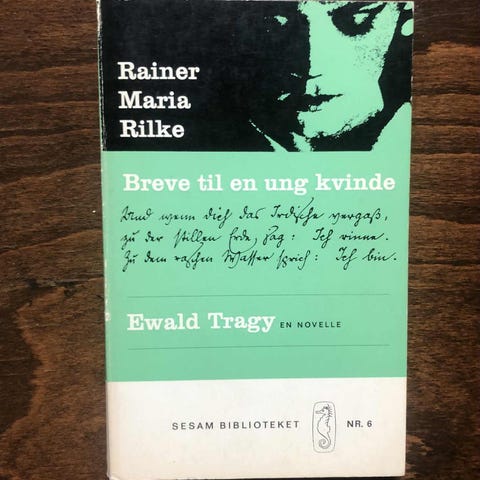 Rainer
Maria
Rilke
Breve til en ung kvinde
Und wenn dich das Irdische vergaß,
zu der stillen Erde sag: Ich rinne.
Zu dem raschen Wasser sprich: Ich bin.
Ewald Tragy EN NOVELLE
SESAM BIBLIOTEKET NR. 6